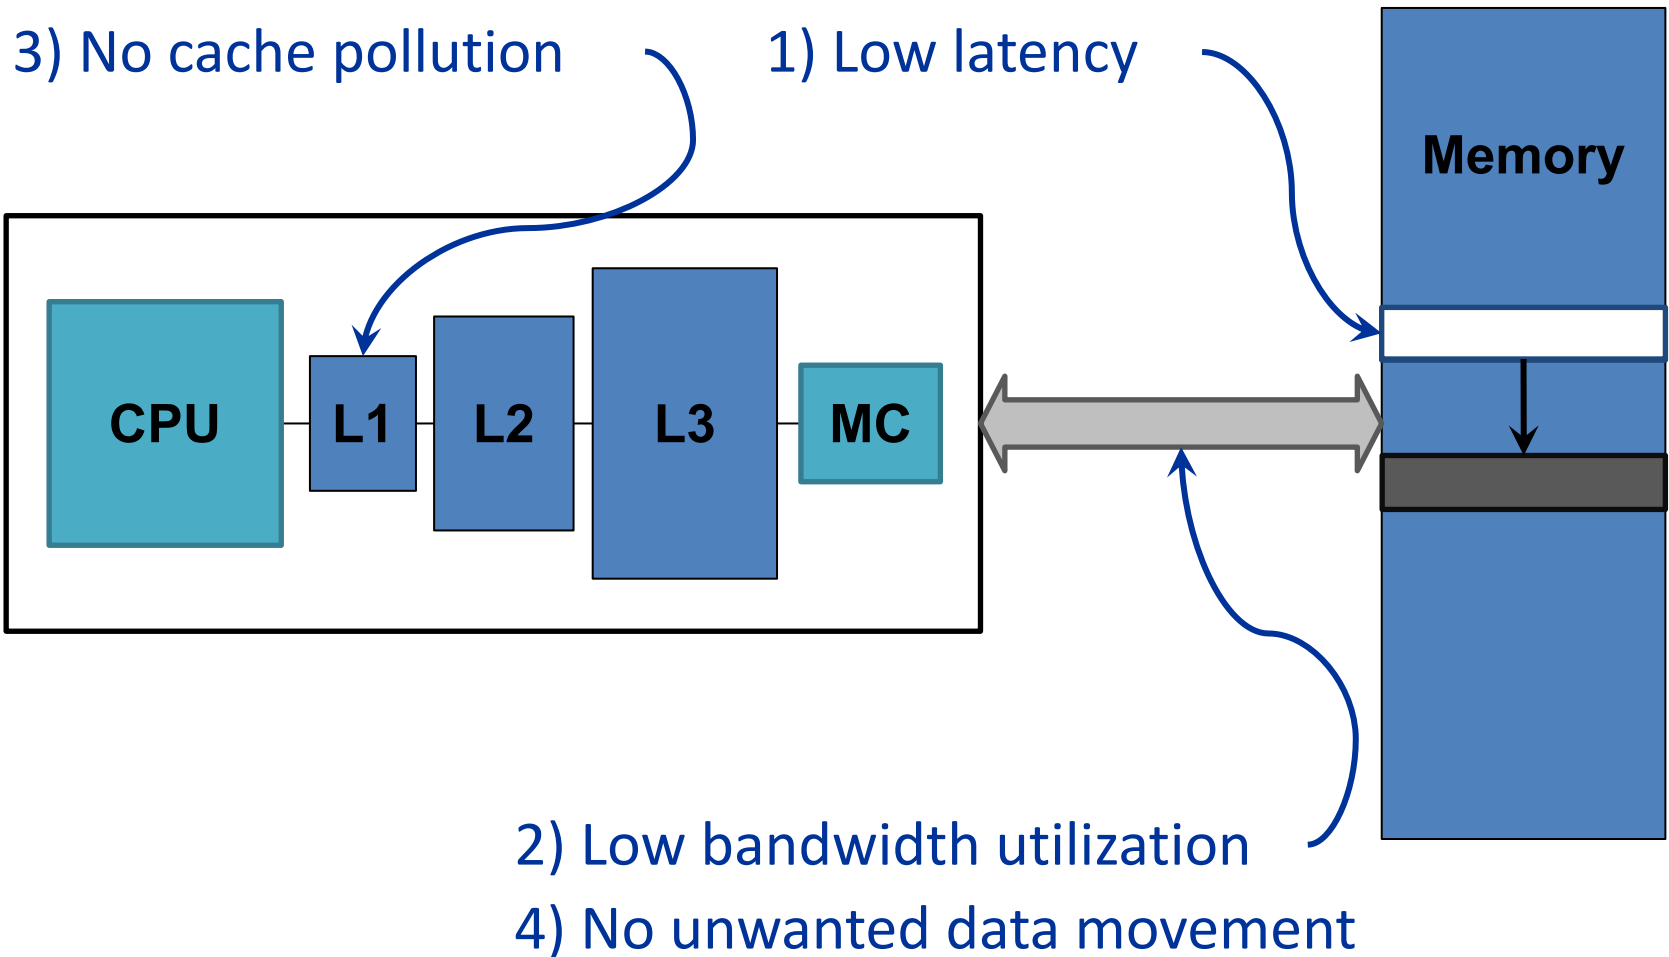 3) No cache pollution
1) Low latency
Memory
CPU
L1
L2
L3
MC
2) Low bandwidth utilization
4) No unwanted data movement